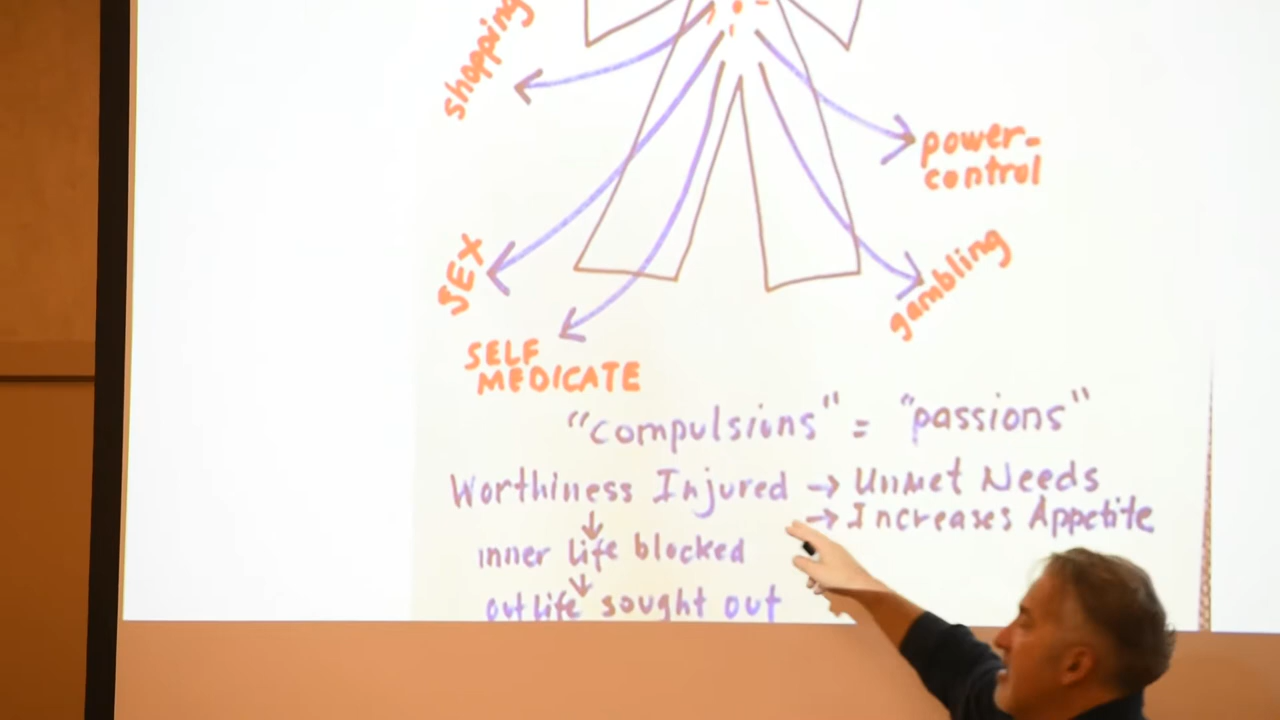 shopping
power-
control
SEX
gambling
SELF
MEDICATE
"compulsions" = "passions"
Worthiness Injured → Unmet Needs
→ Increases Appetite
↓
inner life blocked
↓
out life sought out